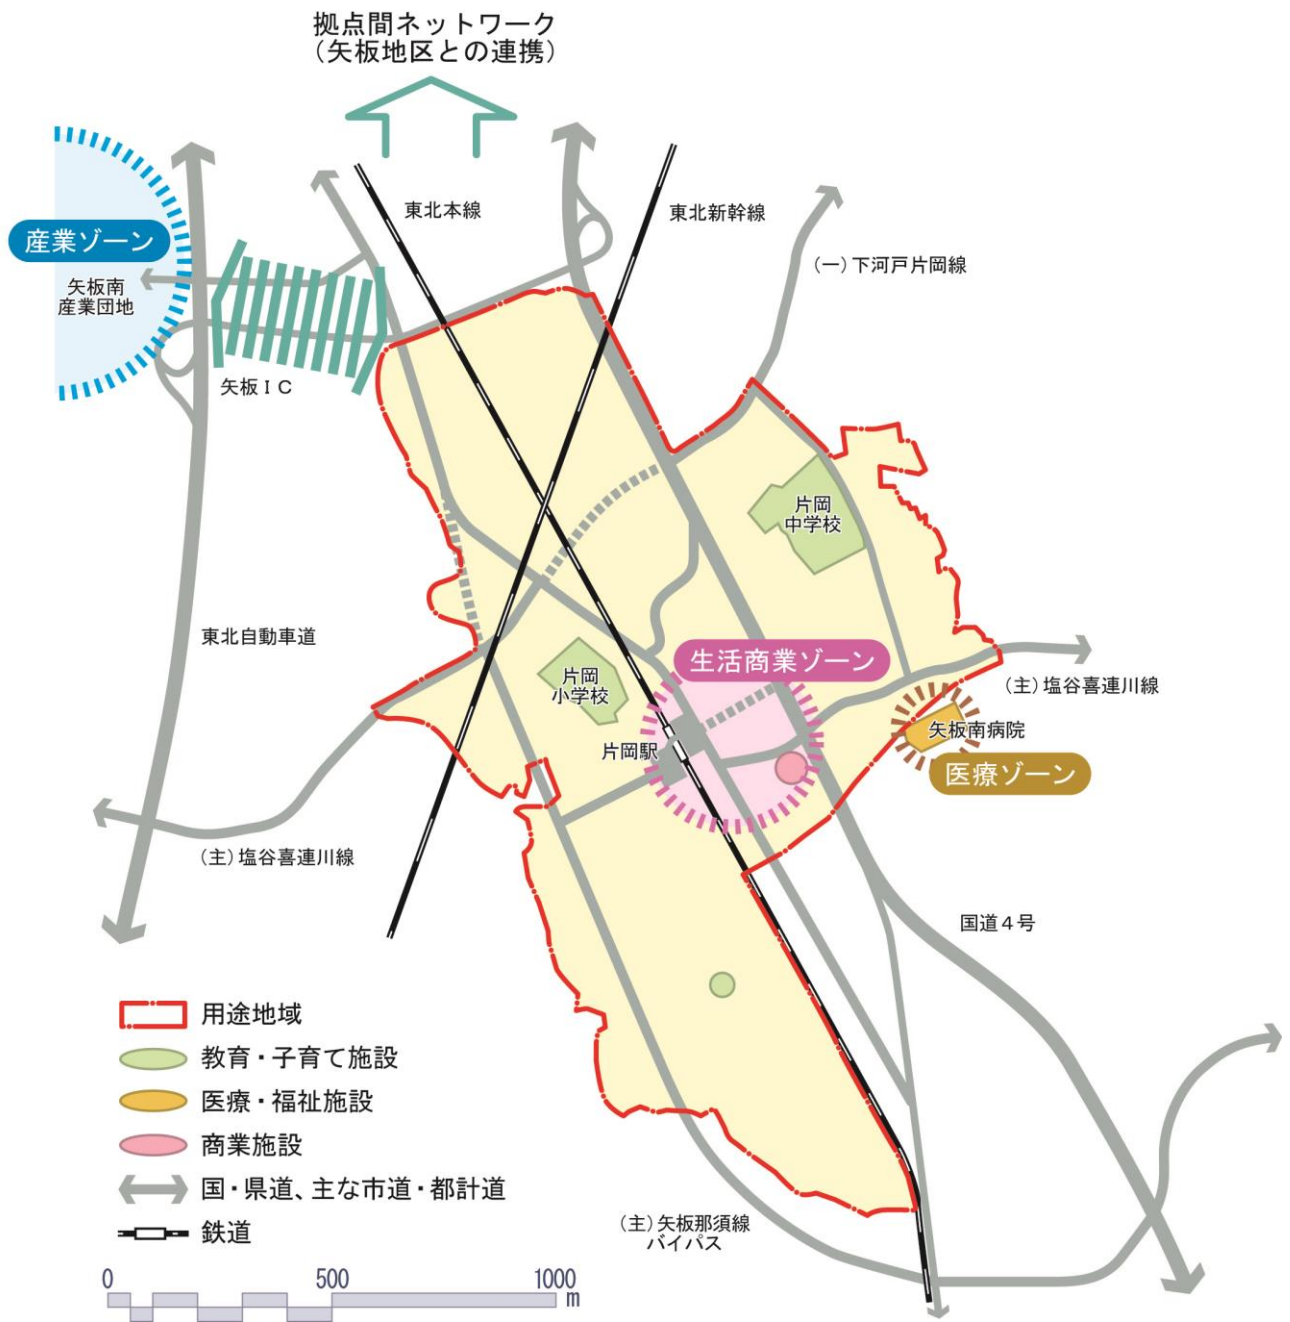 拠点間ネットワーク
（矢板地区との連携）
東北本線
東北新幹線
産業ゾーン
（一）下河戸片岡線
矢板南
産業団地
矢板ＩＣ
片岡
中学校
東北自動車道
生活商業ゾーン
片岡
小学校
（主）塩谷喜連川線
矢板南病院
片岡駅
医療ゾーン
（主）塩谷喜連川線
国道４号
用途地域
教育・子育て施設
医療・福祉施設
商業施設
国・県道、主な市道・都計道
鉄道
（主）矢板那須線
バイパス
0 500 1000
m